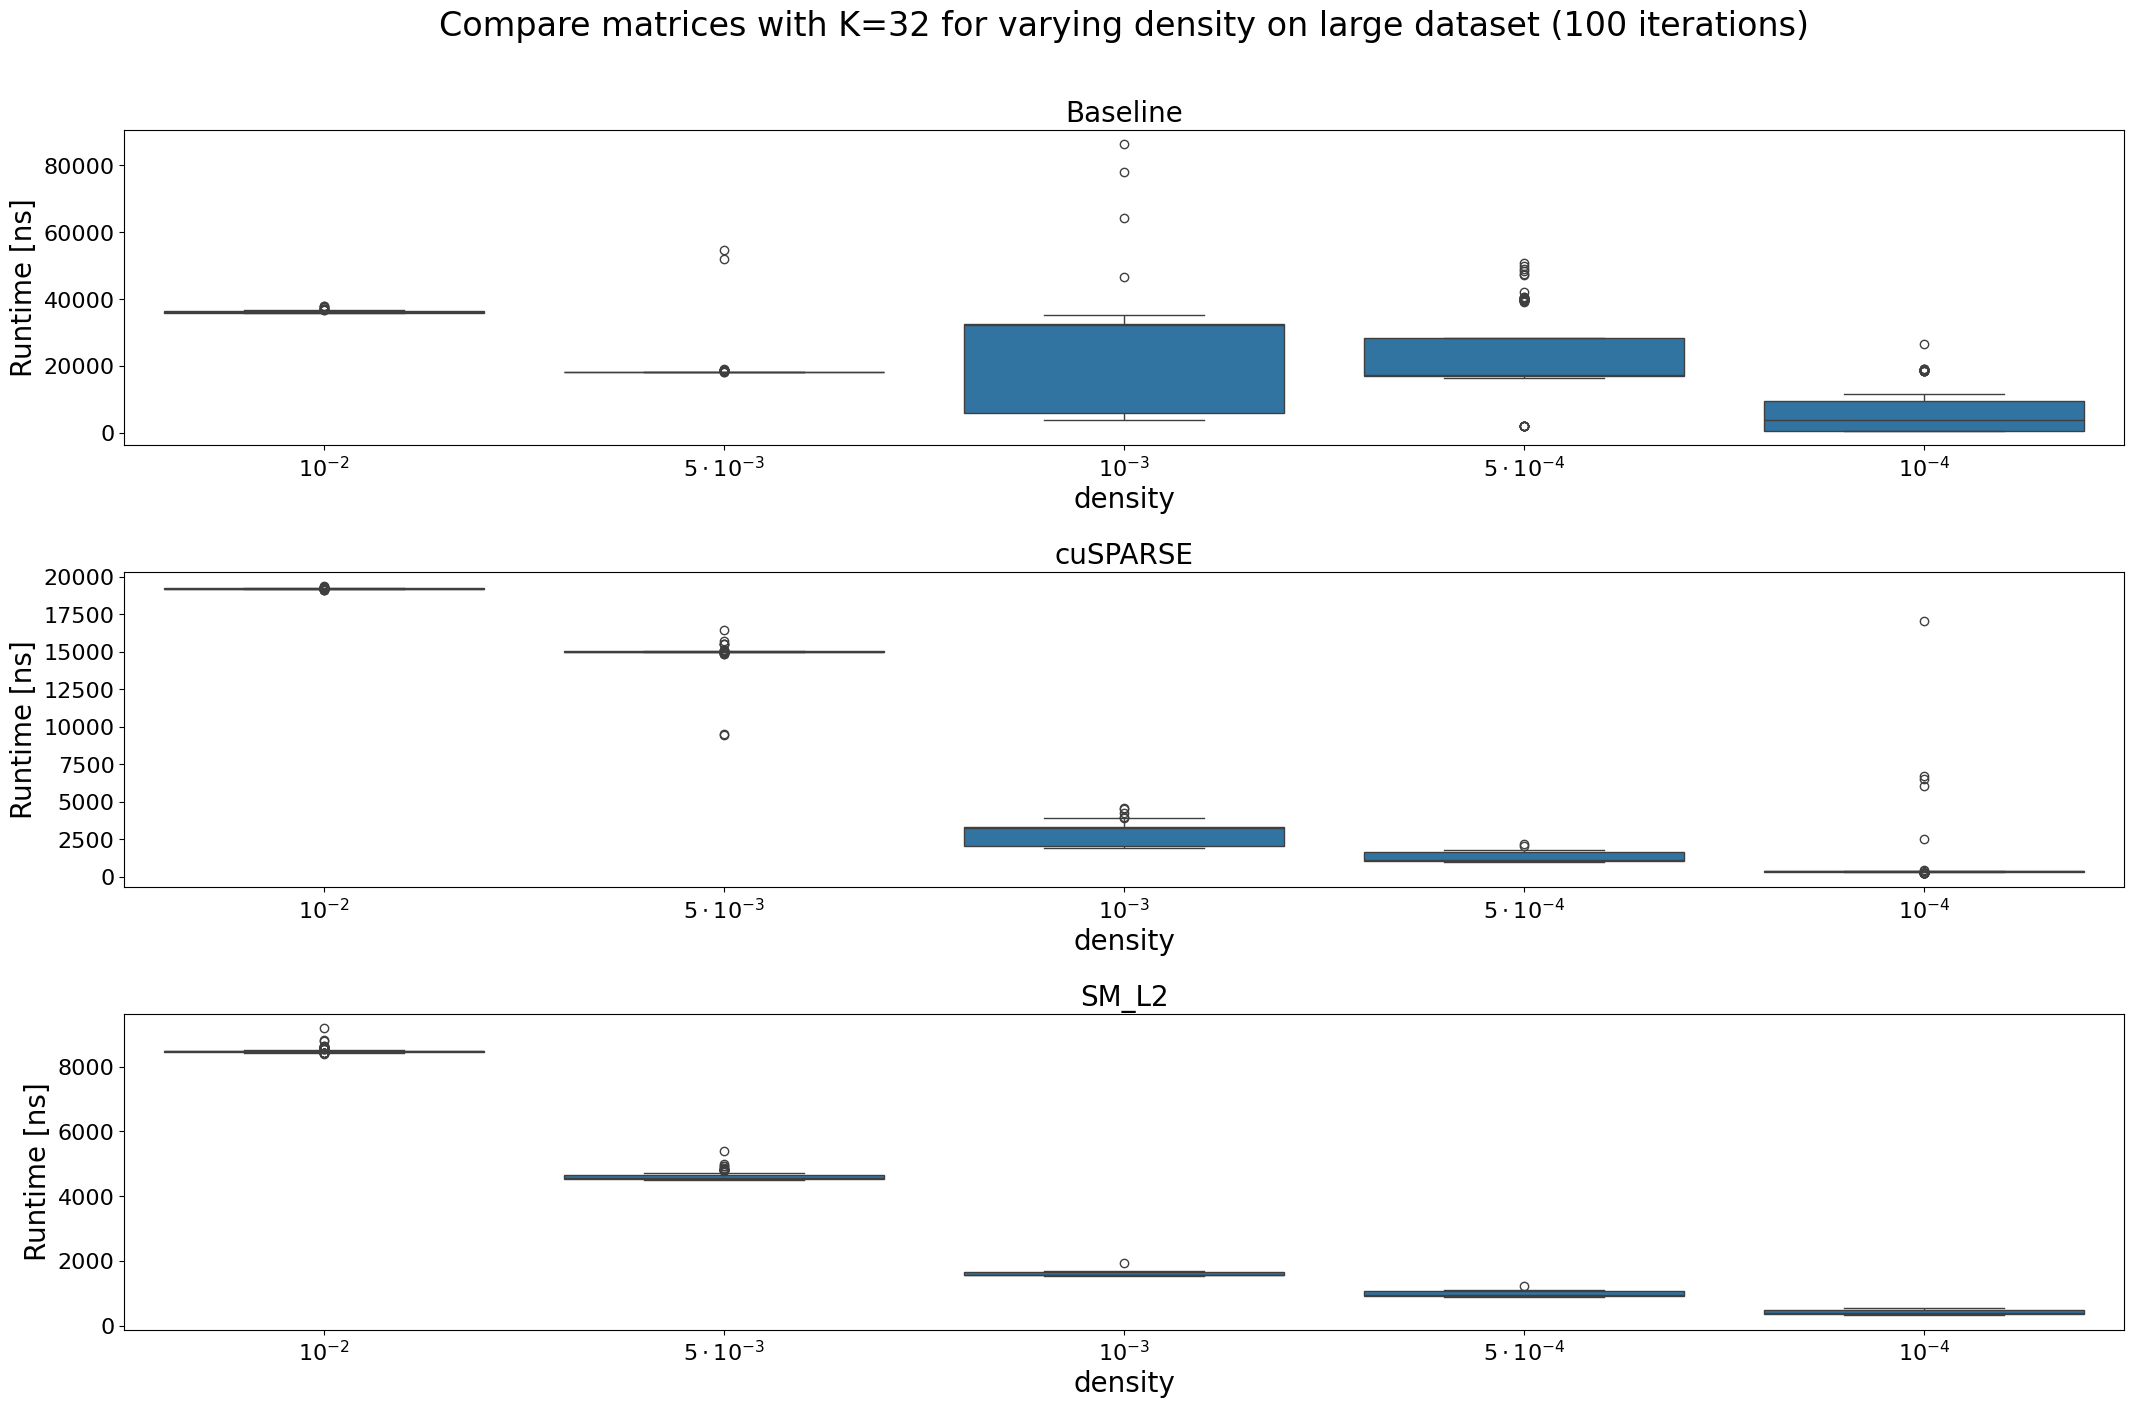 Compare matrices with K=32 for varying density on large dataset (100 iterations)
Baseline
Runtime [ns]
80000
60000
40000
20000
0
10⁻² 5 · 10⁻³ 10⁻³ 5 · 10⁻⁴ 10⁻⁴
density
cuSPARSE
Runtime [ns]
20000
17500
15000
12500
10000
7500
5000
2500
0
10⁻² 5 · 10⁻³ 10⁻³ 5 · 10⁻⁴ 10⁻⁴
density
SM_L2
Runtime [ns]
8000
6000
4000
2000
0
10⁻² 5 · 10⁻³ 10⁻³ 5 · 10⁻⁴ 10⁻⁴
density